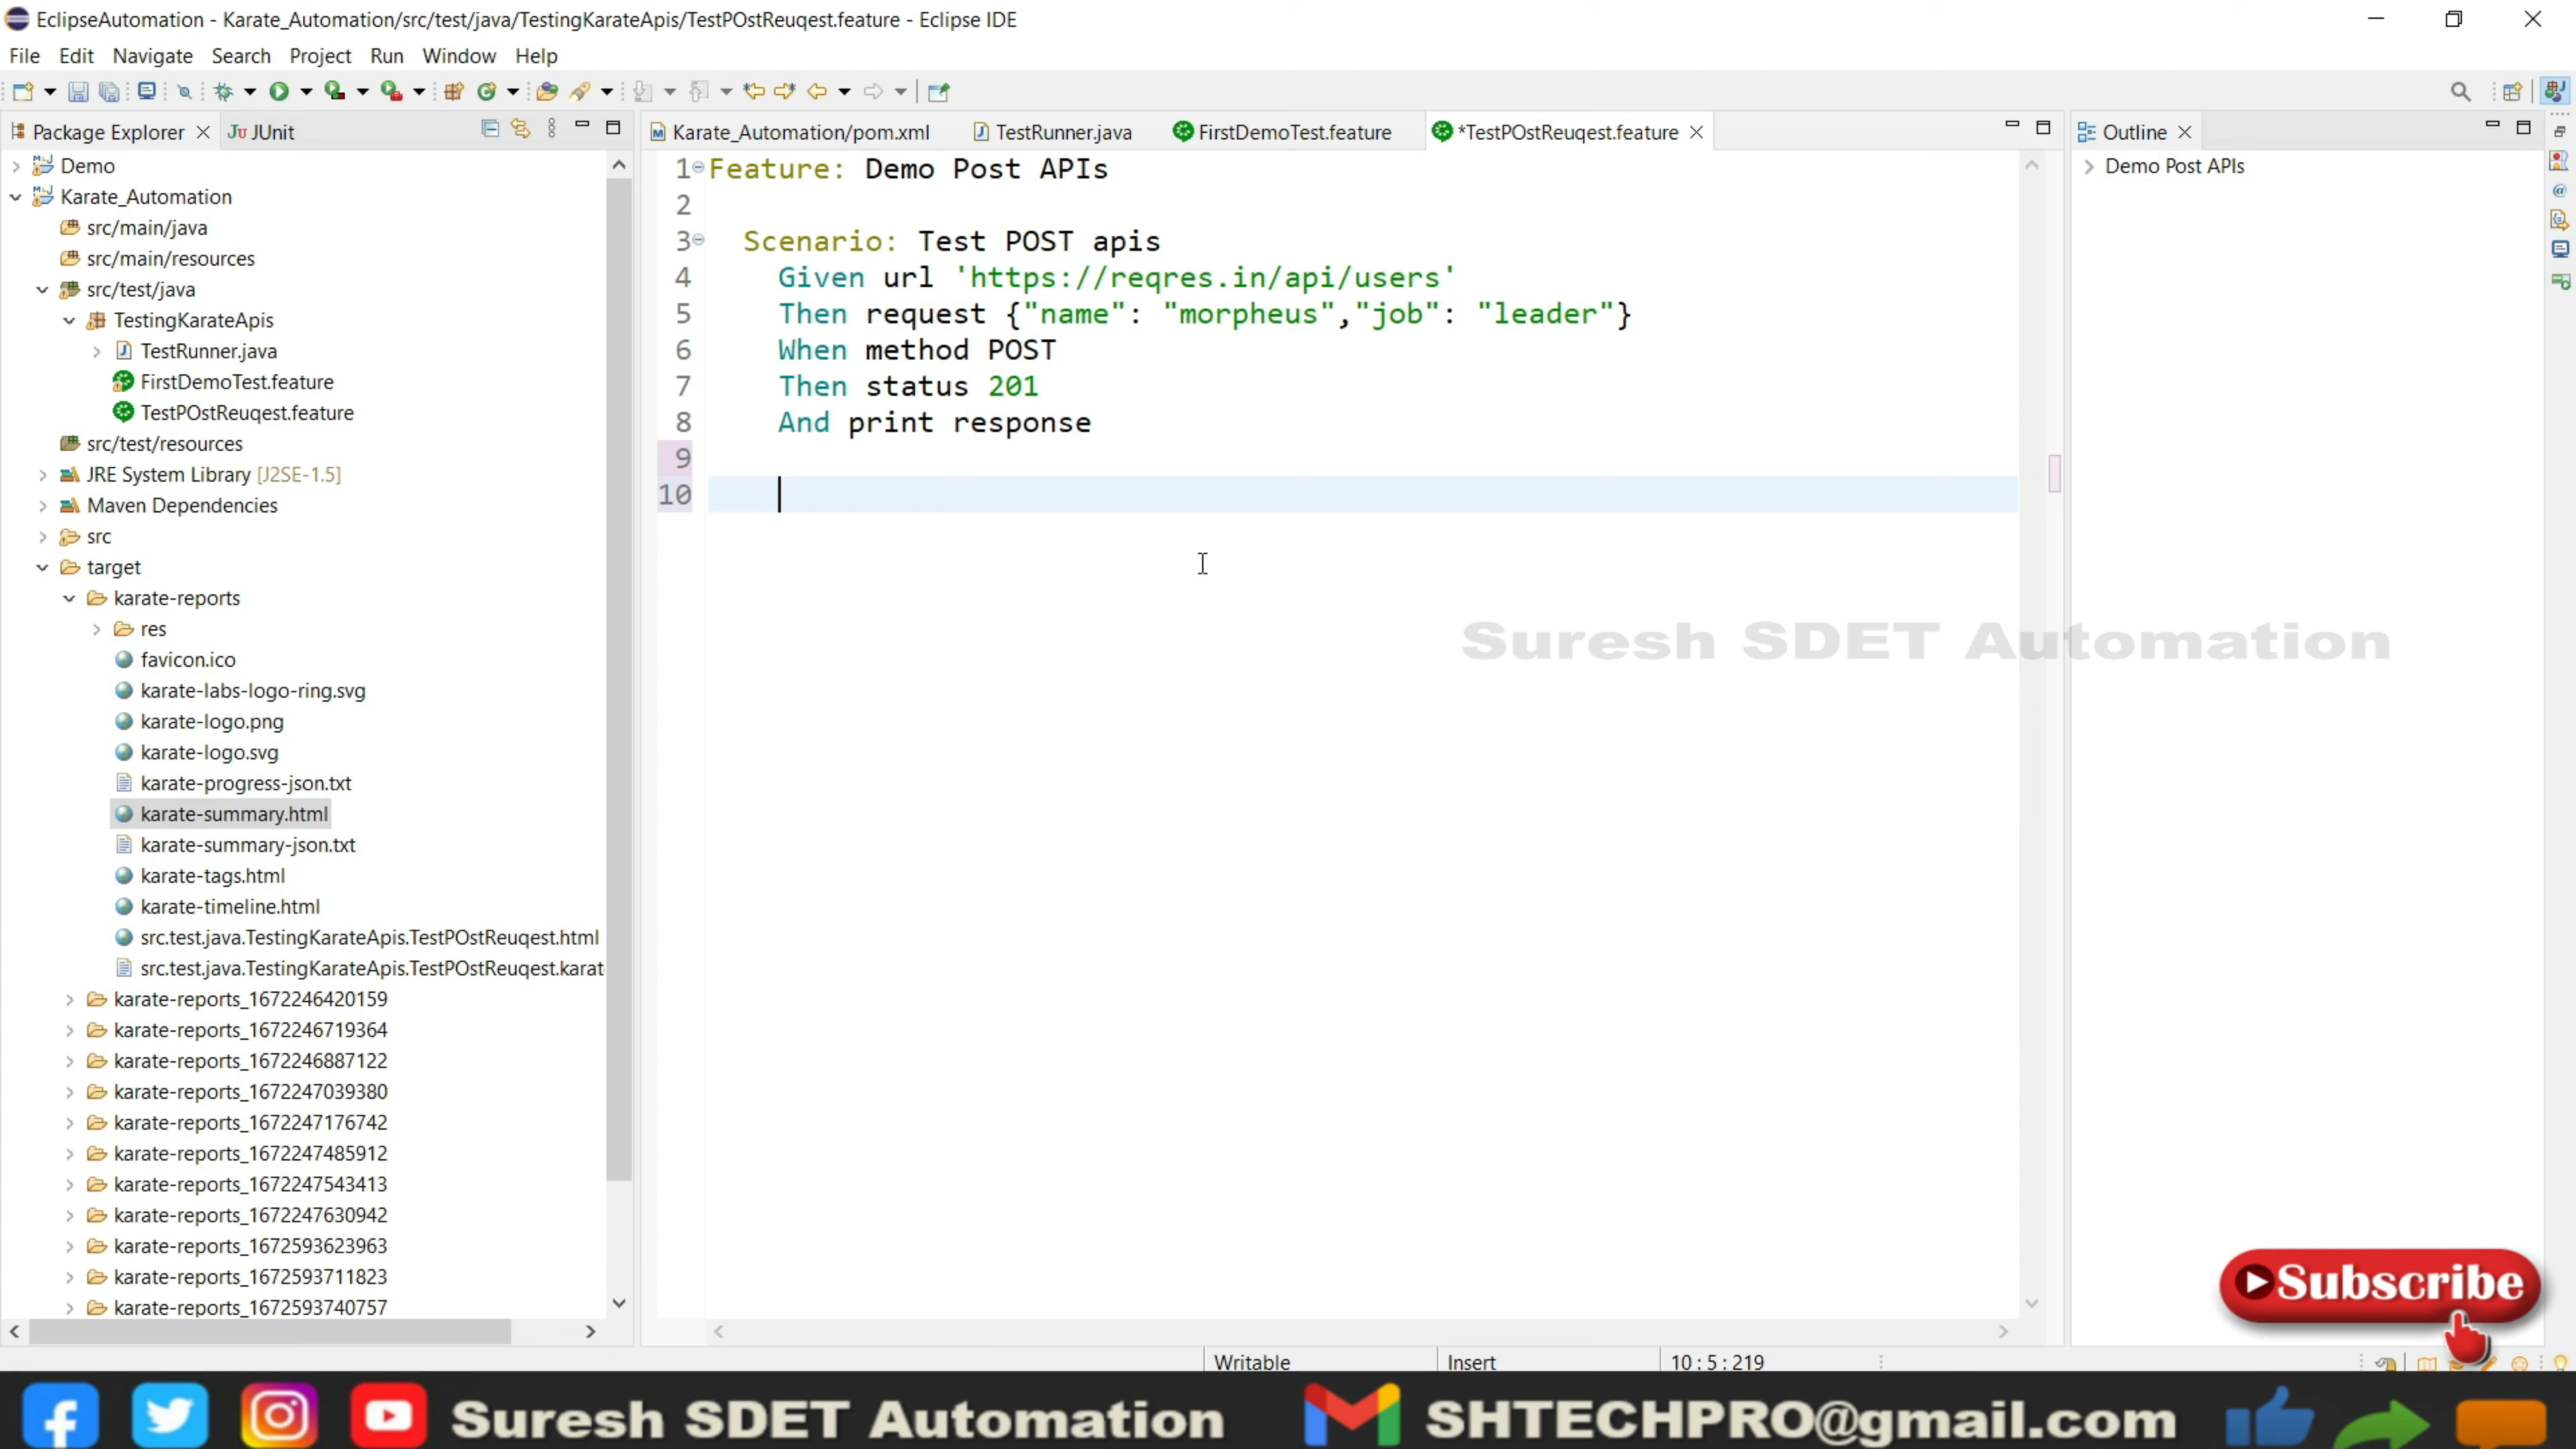 EclipseAutomation - Karate_Automation/src/test/java/TestingKarateApis/TestPOstReuqest.feature - Eclipse IDE
File Edit Navigate Search Project Run Window Help
Package Explorer JUnit
Demo
Karate_Automation
src/main/java
src/main/resources
src/test/java
TestingKarateApis
TestRunner.java
FirstDemoTest.feature
TestPOstReuqest.feature
src/test/resources
JRE System Library [J2SE-1.5]
Maven Dependencies
src
target
karate-reports
res
favicon.ico
karate-labs-logo-ring.svg
karate-logo.png
karate-logo.svg
karate-progress-json.txt
karate-summary.html
karate-summary-json.txt
karate-tags.html
karate-timeline.html
src.test.java.TestingKarateApis.TestPOstReuqest.html
src.test.java.TestingKarateApis.TestPOstReuqest.karat
karate-reports_1672246420159
karate-reports_1672246719364
karate-reports_1672246887122
karate-reports_1672247039380
karate-reports_1672247176742
karate-reports_1672247485912
karate-reports_1672247543413
karate-reports_1672247630942
karate-reports_1672593623963
karate-reports_1672593711823
karate-reports_1672593740757
Karate_Automation/pom.xml TestRunner.java FirstDemoTest.feature *TestPOstReuqest.feature
1 Feature: Demo Post APIs
2
3 Scenario: Test POST apis
4 Given url 'https://reqres.in/api/users'
5 Then request {"name": "morpheus","job": "leader"}
6 When method POST
7 Then status 201
8 And print response
9
10
Outline
Demo Post APIs
Suresh SDET Automation
Subscribe
Writable Insert 10 : 5 : 219
Suresh SDET Automation SHTECHPRO@gmail.com